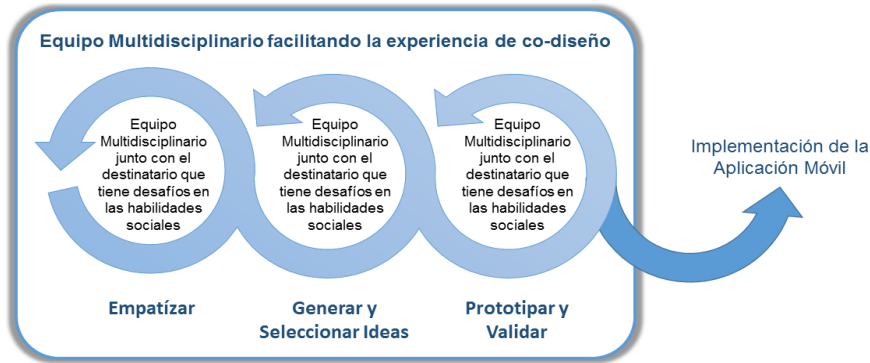 Equipo Multidisciplinario facilitando la experiencia de co-diseño
Equipo
Multidisciplinario
junto con el
destinatario que
tiene desafíos en
las habilidades
sociales
Equipo
Multidisciplinario
junto con el
destinatario que
tiene desafíos en
las habilidades
sociales
Equipo
Multidisciplinario
junto con el
destinatario que
tiene desafíos en
las habilidades
sociales
Implementación de la
Aplicación Móvil
Empatízar
Generar y
Seleccionar Ideas
Prototipar y
Validar